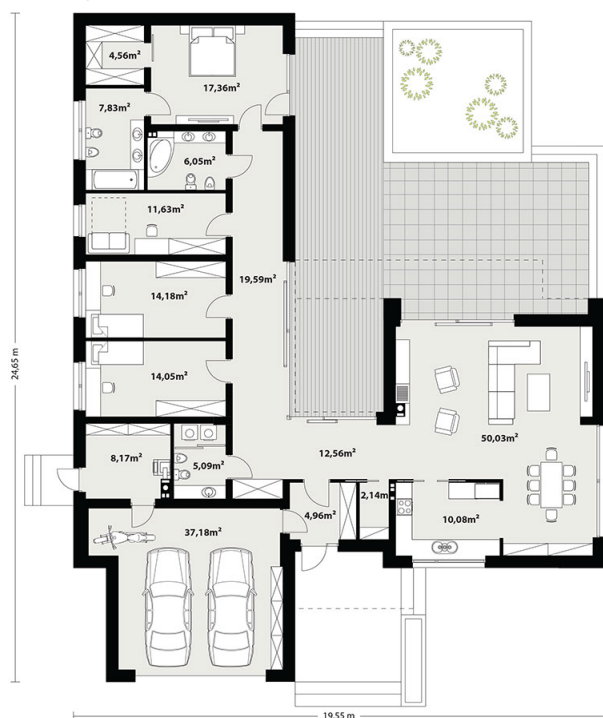 4,56m²
17,36m²
7,83m²
6,05m²
11,63m²
19,59m²
14,18m²
14,05m²
24,65 m
50,03m²
12,56m²
8,17m²
5,09m²
2,14m²
4,96m²
10,08m²
37,18m²
19,55 m